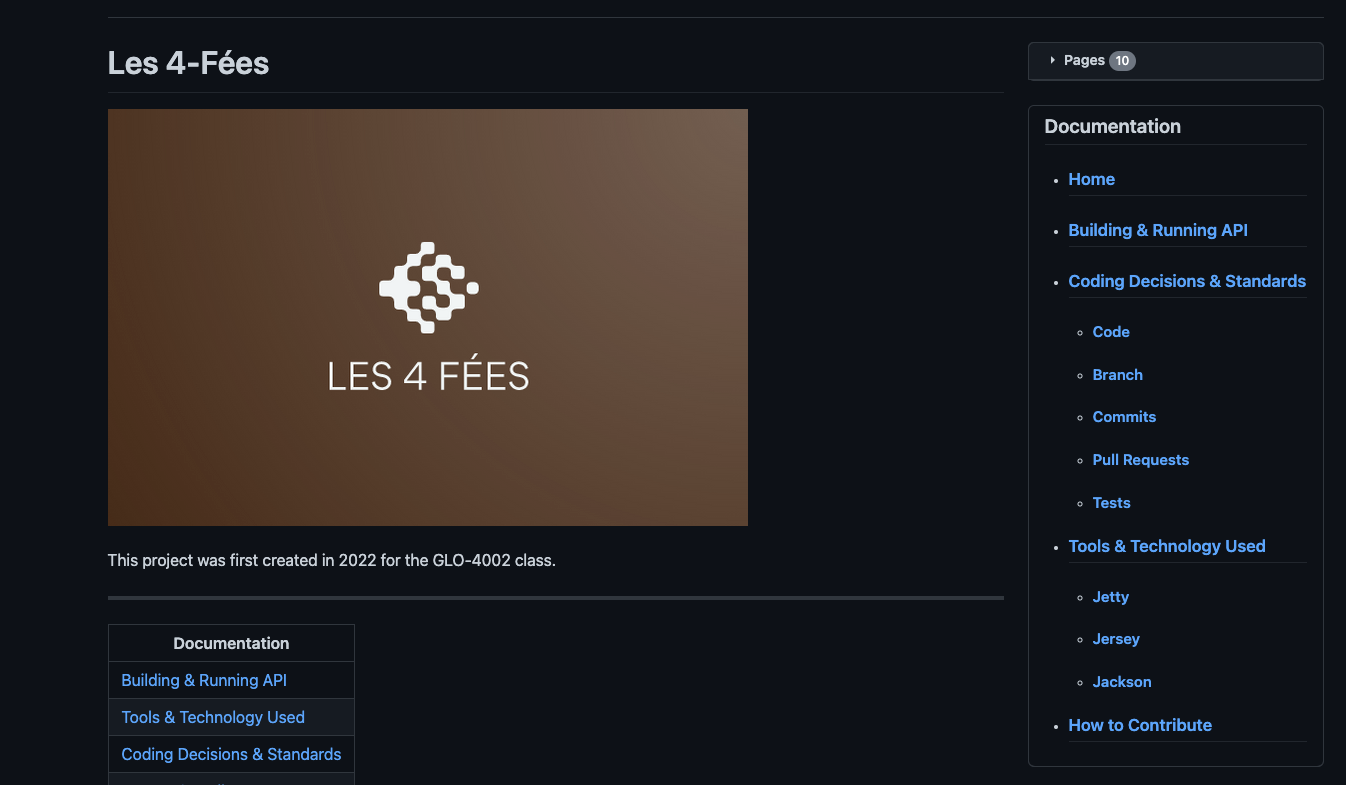 Les 4-Fées
LES 4 FÉES
This project was first created in 2022 for the GLO-4002 class.
Documentation
Building & Running API
Tools & Technology Used
Coding Decisions & Standards
Pages 10
Documentation
Home
Building & Running API
Coding Decisions & Standards
Code
Branch
Commits
Pull Requests
Tests
Tools & Technology Used
Jetty
Jersey
Jackson
How to Contribute